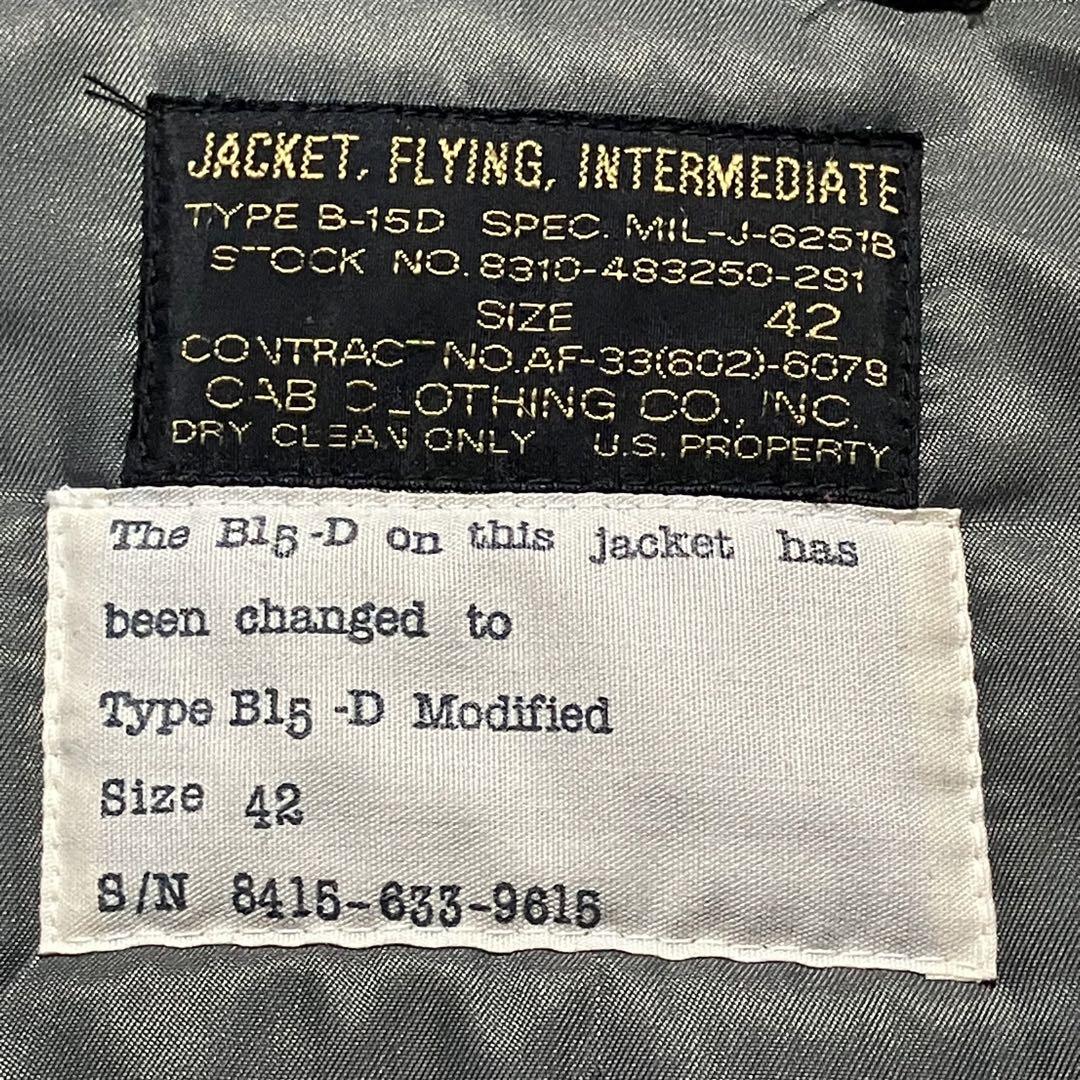 JACKET, FLYING, INTERMEDIATE
TYPE B-15D SPEC. MIL-J-6251B
STOCK NO. 8310-483250-291
SIZE 42
CONTRACT NO. AF-33(602)-6079
CAB CLOTHING CO., INC.
DRY CLEAN ONLY U.S. PROPERTY
The B15-D on this jacket has
been changed to
Type B15-D Modified
Size 42
S/N 8415-633-9615